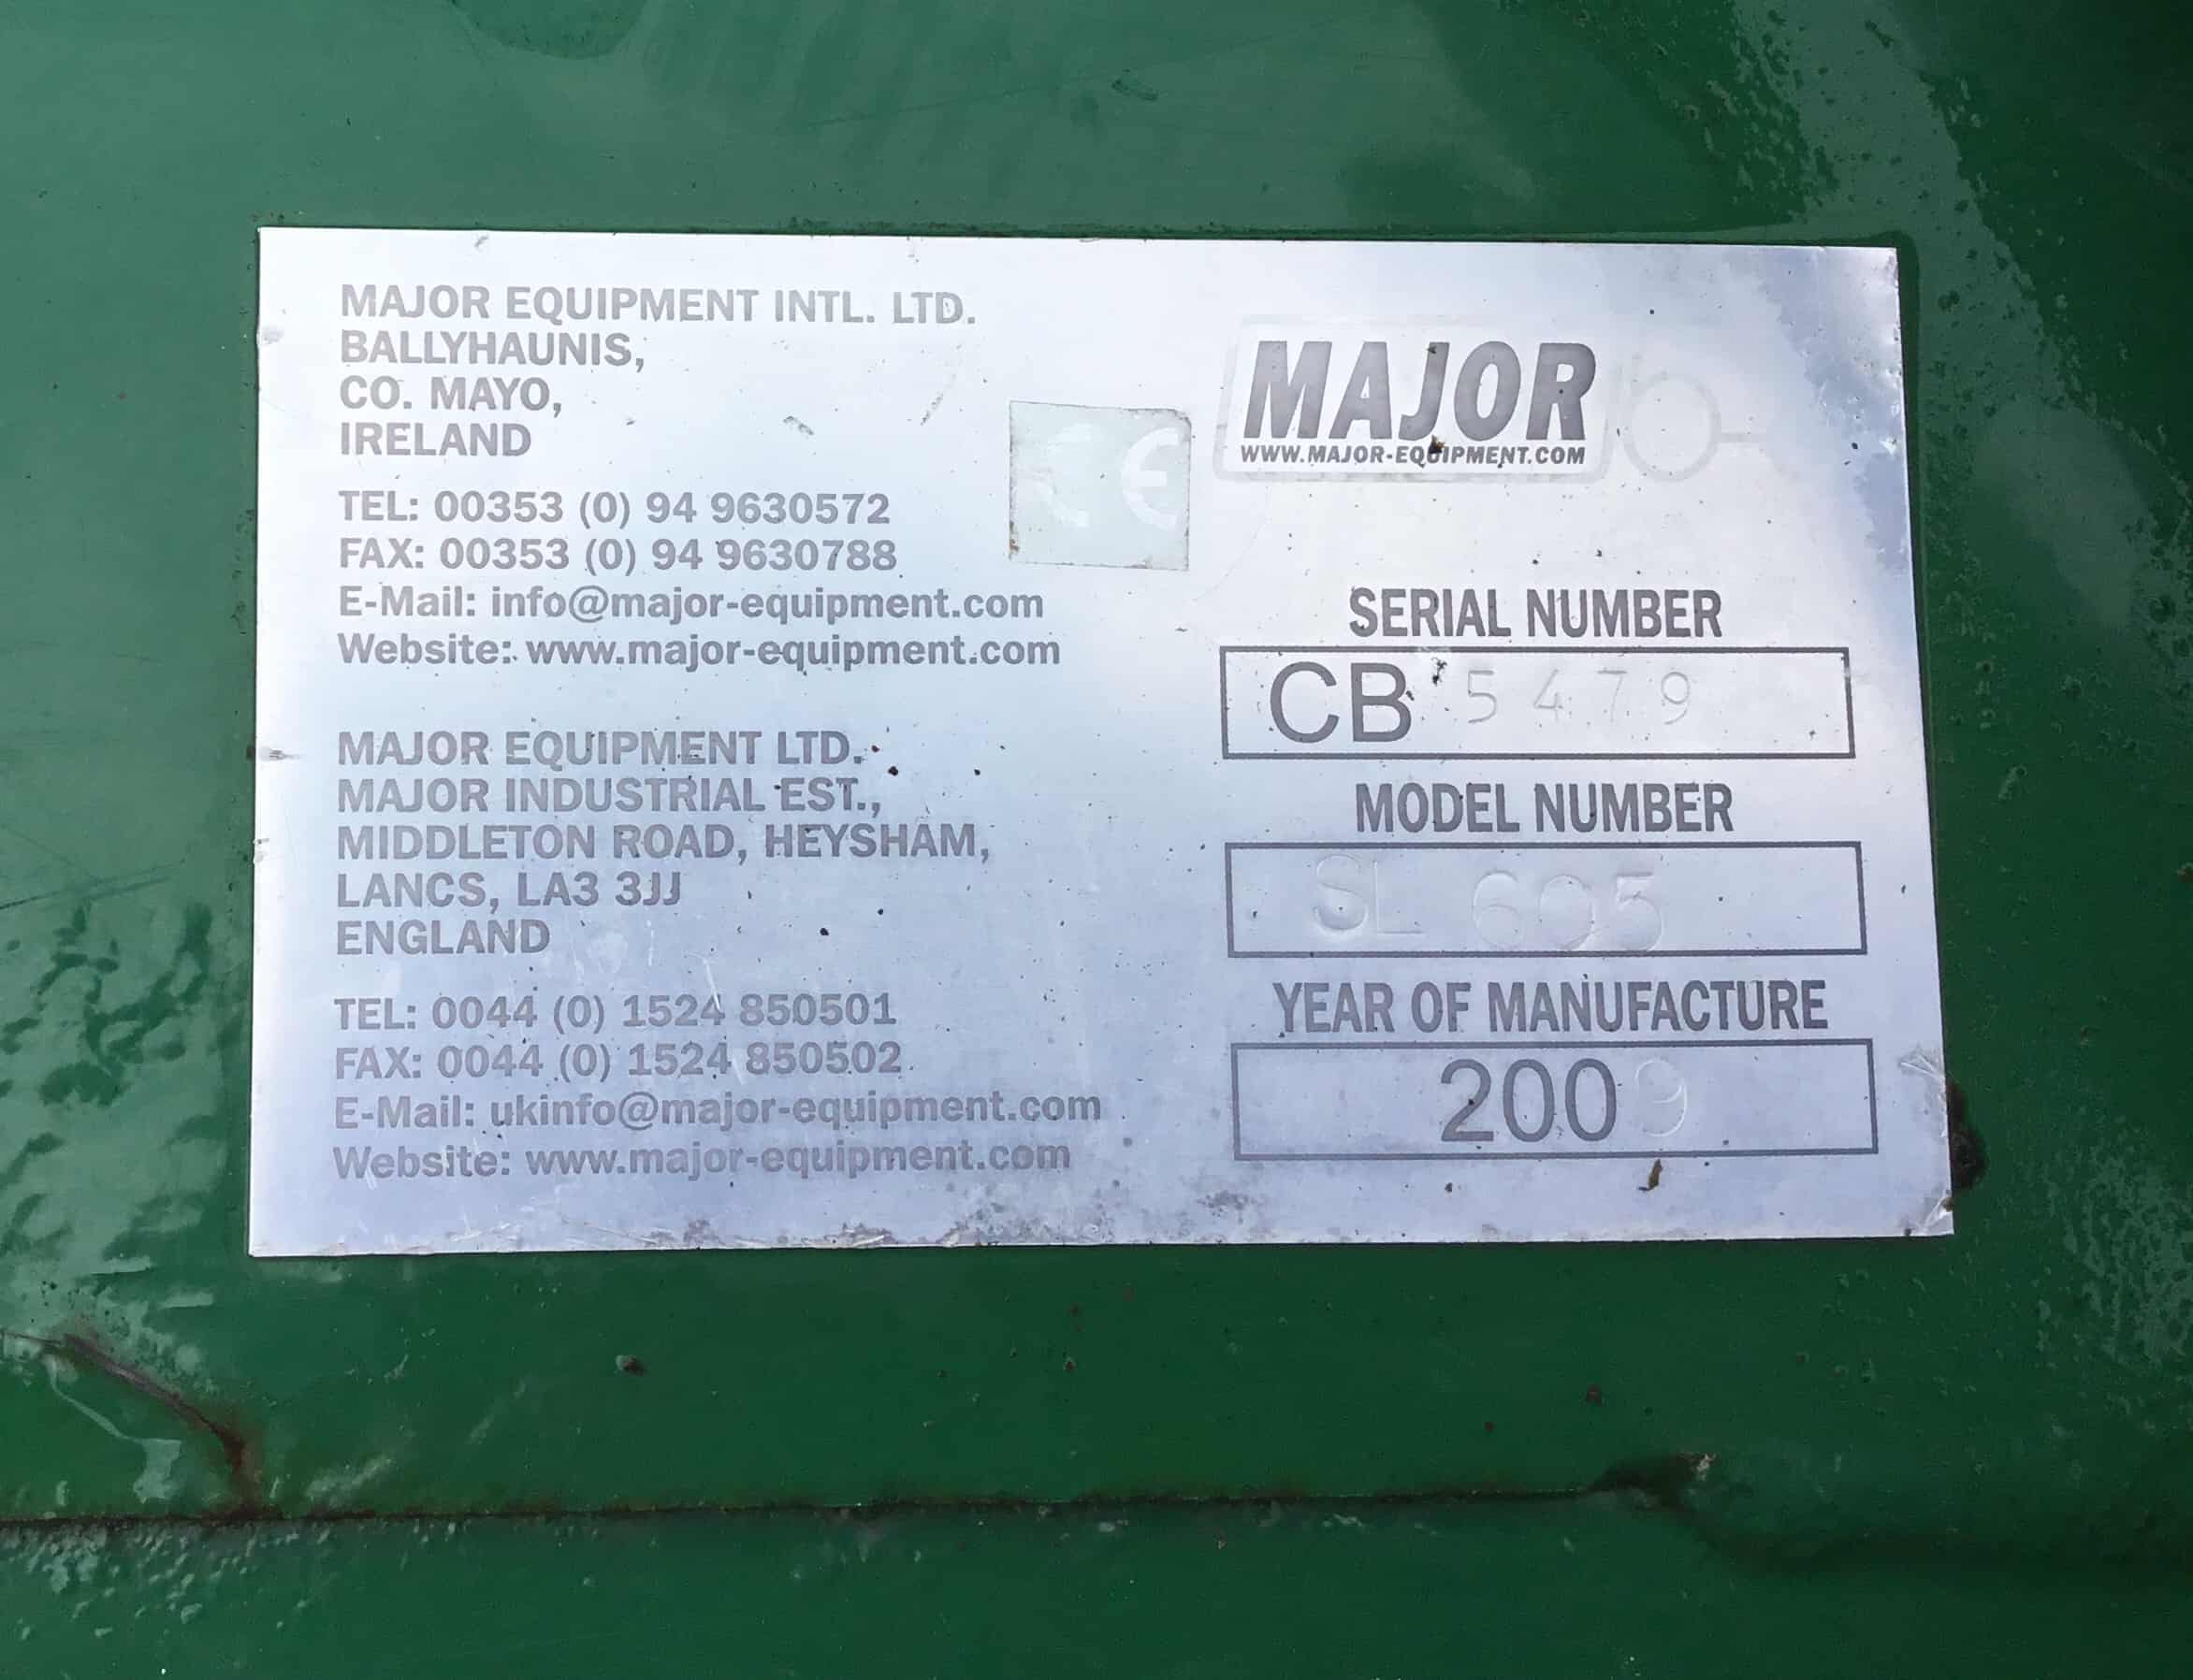 MAJOR EQUIPMENT INTL. LTD.
BALLYHAUNIS,
CO. MAYO,
IRELAND
TEL: 00353 (0) 94 9630572
FAX: 00353 (0) 94 9630788
E-Mail: info@major-equipment.com
Website: www.major-equipment.com
MAJOR EQUIPMENT LTD.
MAJOR INDUSTRIAL EST.,
MIDDLETON ROAD, HEYSHAM,
LANCS, LA3 3JJ
ENGLAND
TEL: 0044 (0) 1524 850501
FAX: 0044 (0) 1524 850502
E-Mail: ukinfo@major-equipment.com
Website: www.major-equipment.com
CE
MAJOR
WWW.MAJOR-EQUIPMENT.COM
SERIAL NUMBER
CB 5479
MODEL NUMBER
SL 605
YEAR OF MANUFACTURE
2009